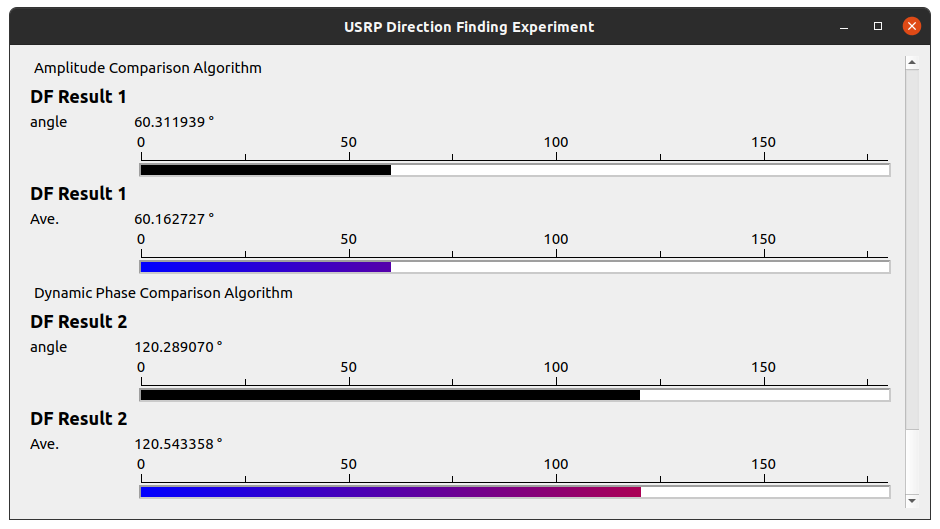 USRP Direction Finding Experiment
Amplitude Comparison Algorithm
DF Result 1
angle 60.311939 °
0 50 100 150
DF Result 1
Ave. 60.162727 °
0 50 100 150
Dynamic Phase Comparison Algorithm
DF Result 2
angle 120.289070 °
0 50 100 150
DF Result 2
Ave. 120.543358 °
0 50 100 150